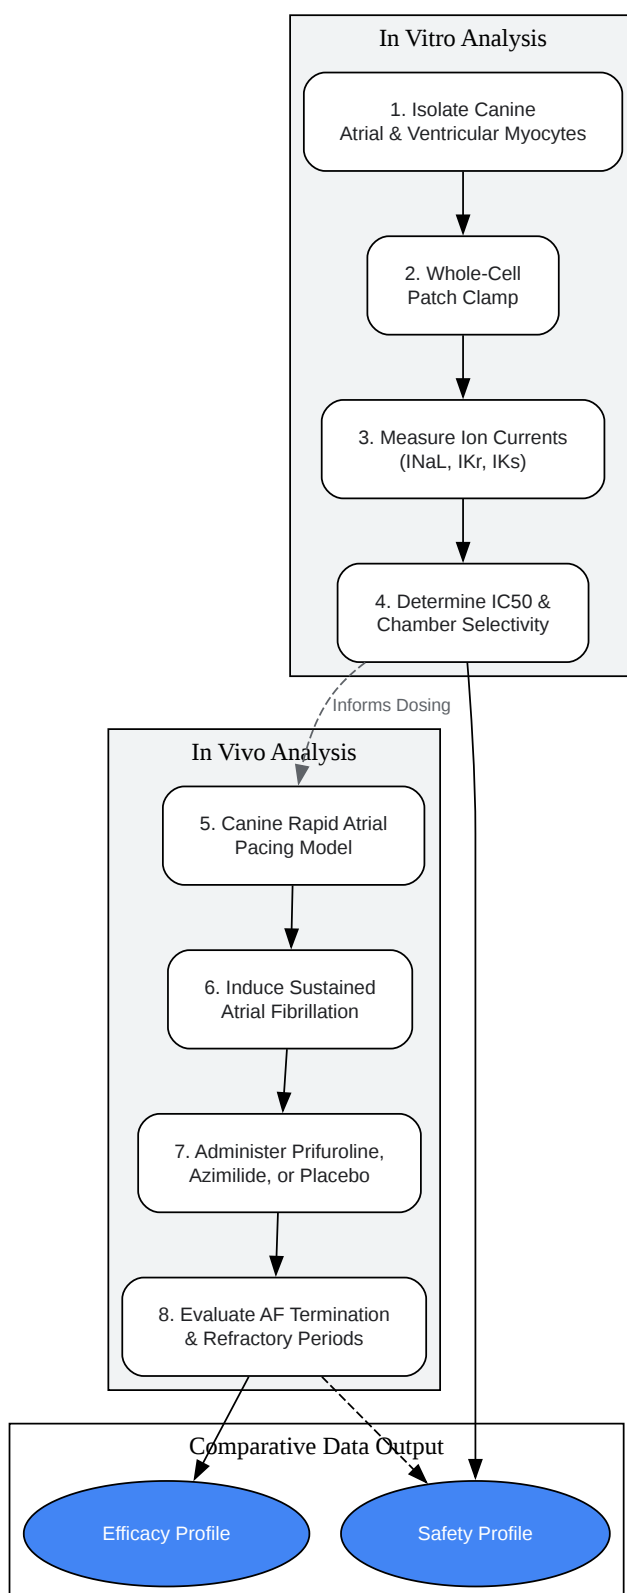 In Vitro Analysis
1. Isolate Canine
Atrial & Ventricular Myocytes
2. Whole-Cell
Patch Clamp
3. Measure Ion Currents
(INaL, IKr, IKs)
4. Determine IC50 &
Chamber Selectivity
Informs Dosing
In Vivo Analysis
5. Canine Rapid Atrial
Pacing Model
6. Induce Sustained
Atrial Fibrillation
7. Administer Prifuroline,
Azimilide, or Placebo
8. Evaluate AF Termination
& Refractory Periods
Comparative Data Output
Efficacy Profile
Safety Profile